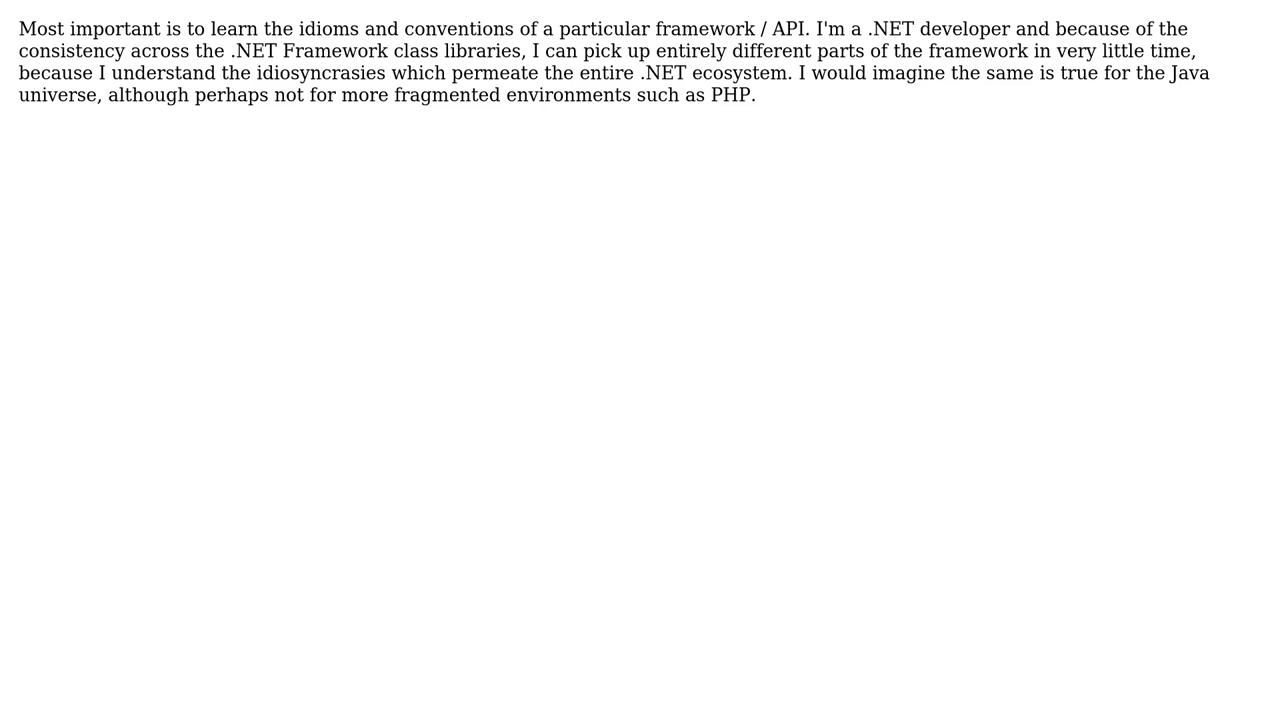 Most important is to learn the idioms and conventions of a particular framework / API. I'm a .NET developer and because of the
consistency across the .NET Framework class libraries, I can pick up entirely different parts of the framework in very little time,
because I understand the idiosyncrasies which permeate the entire .NET ecosystem. I would imagine the same is true for the Java
universe, although perhaps not for more fragmented environments such as PHP.